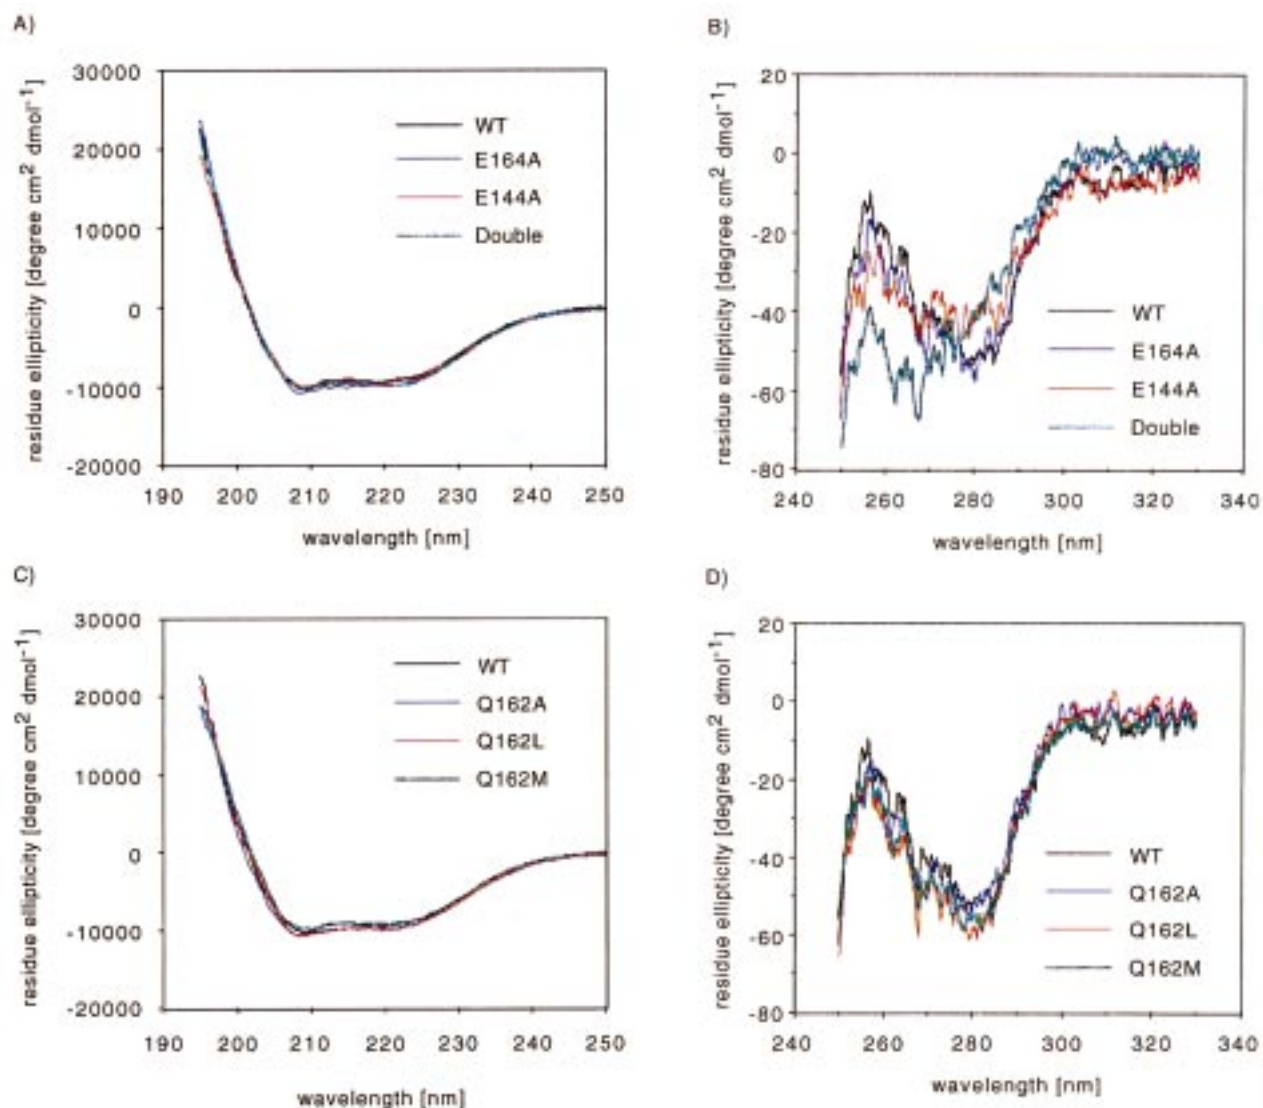 A)
residue ellipticity [degree cm2 dmol-1]
30000
20000
10000
0
-10000
-20000
WT
E164A
E144A
Double
190 200 210 220 230 240 250
wavelength [nm]
B)
residue ellipticity [degree cm2 dmol-1]
20
0
-20
-40
-60
-80
WT
E164A
E144A
Double
240 260 280 300 320 340
wavelength [nm]
C)
residue ellipticity [degree cm2 dmol-1]
30000
20000
10000
0
-10000
-20000
WT
Q162A
Q162L
Q162M
190 200 210 220 230 240 250
wavelength [nm]
D)
residue ellipticity [degree cm2 dmol-1]
20
0
-20
-40
-60
-80
WT
Q162A
Q162L
Q162M
240 260 280 300 320 340
wavelength [nm]